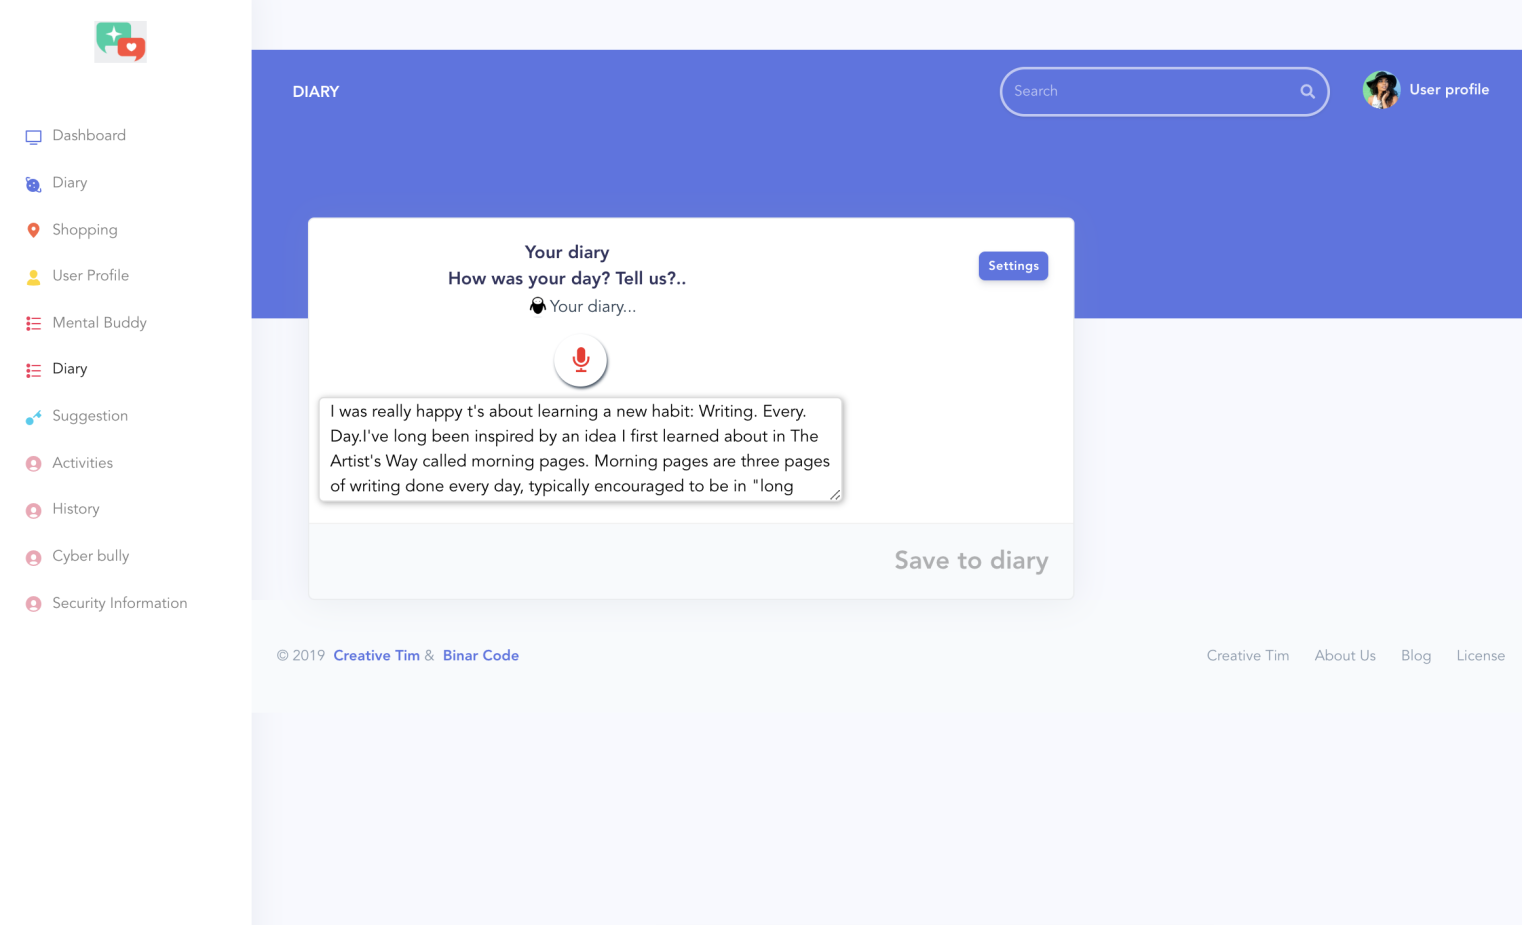 Dashboard
Diary
Shopping
User Profile
Mental Buddy
Diary
Suggestion
Activities
History
Cyber bully
Security Information
DIARY
Search
User profile
Your diary
How was your day? Tell us?..
Your diary...
Settings
I was really happy t's about learning a new habit: Writing. Every.
Day.I've long been inspired by an idea I first learned about in The
Artist's Way called morning pages. Morning pages are three pages
of writing done every day, typically encouraged to be in "long
Save to diary
© 2019 Creative Tim & Binar Code
Creative Tim About Us Blog License